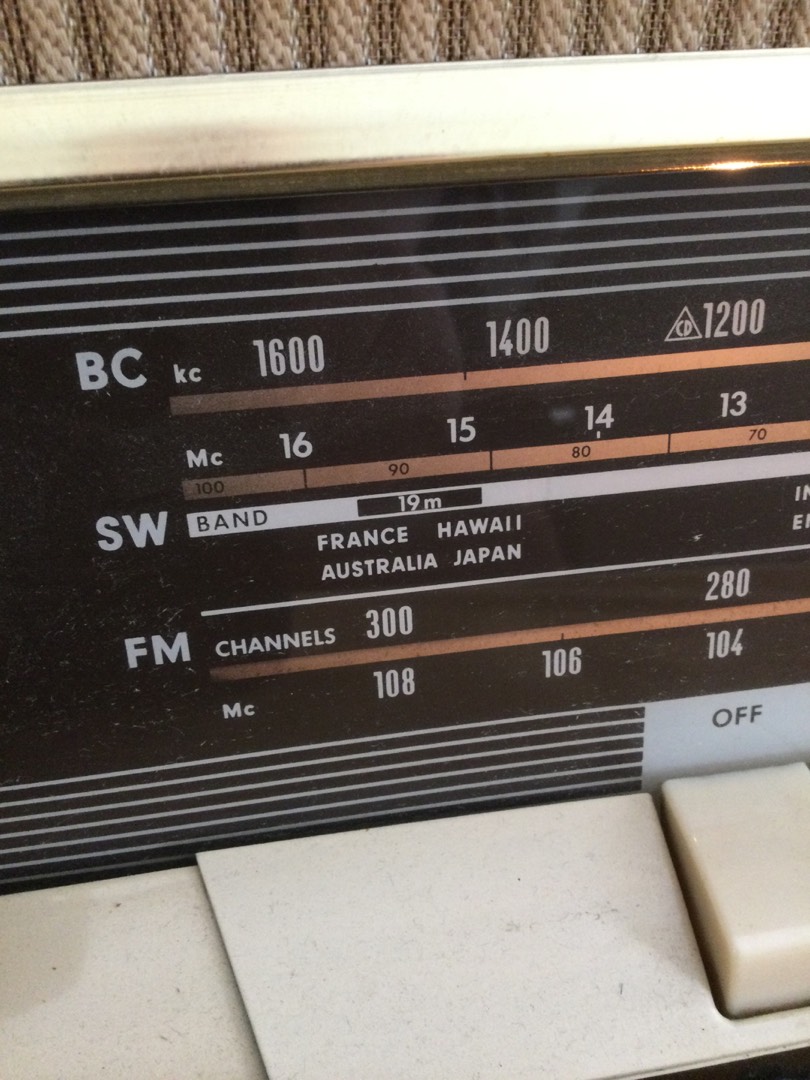 BC kc 1600 1400 CD 1200
Mc 16 15 14 13
100 90 80 70
SW BAND 19m
FRANCE HAWAII
AUSTRALIA JAPAN
FM CHANNELS 300 280
Mc 108 106 104
OFF